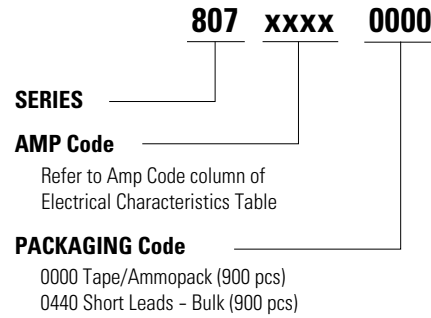 807 xxxx 0000
SERIES
AMP Code
Refer to Amp Code column of
Electrical Characteristics Table
PACKAGING Code
0000 Tape/Ammopack (900 pcs)
0440 Short Leads – Bulk (900 pcs)